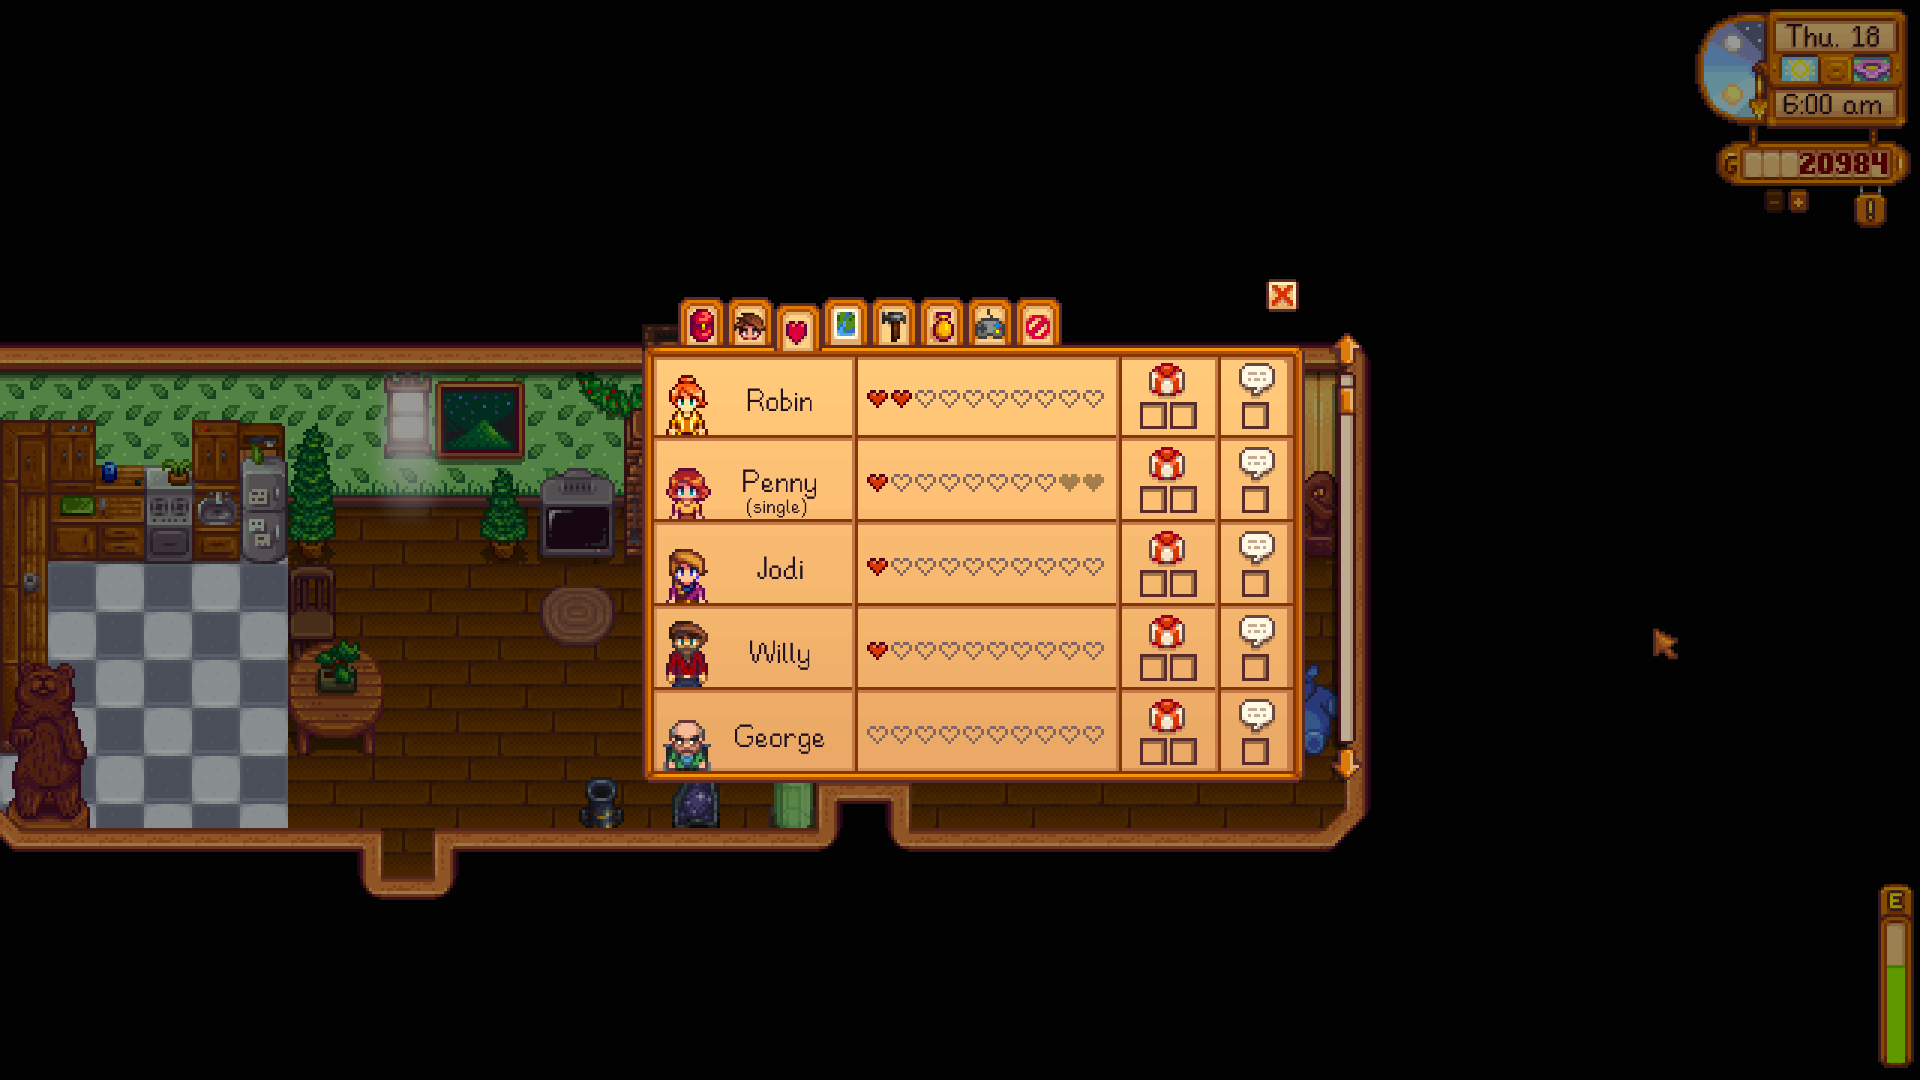 Thu. 18
6:00 am
G 20984
Robin
Penny
(single)
Jodi
Willy
George
E